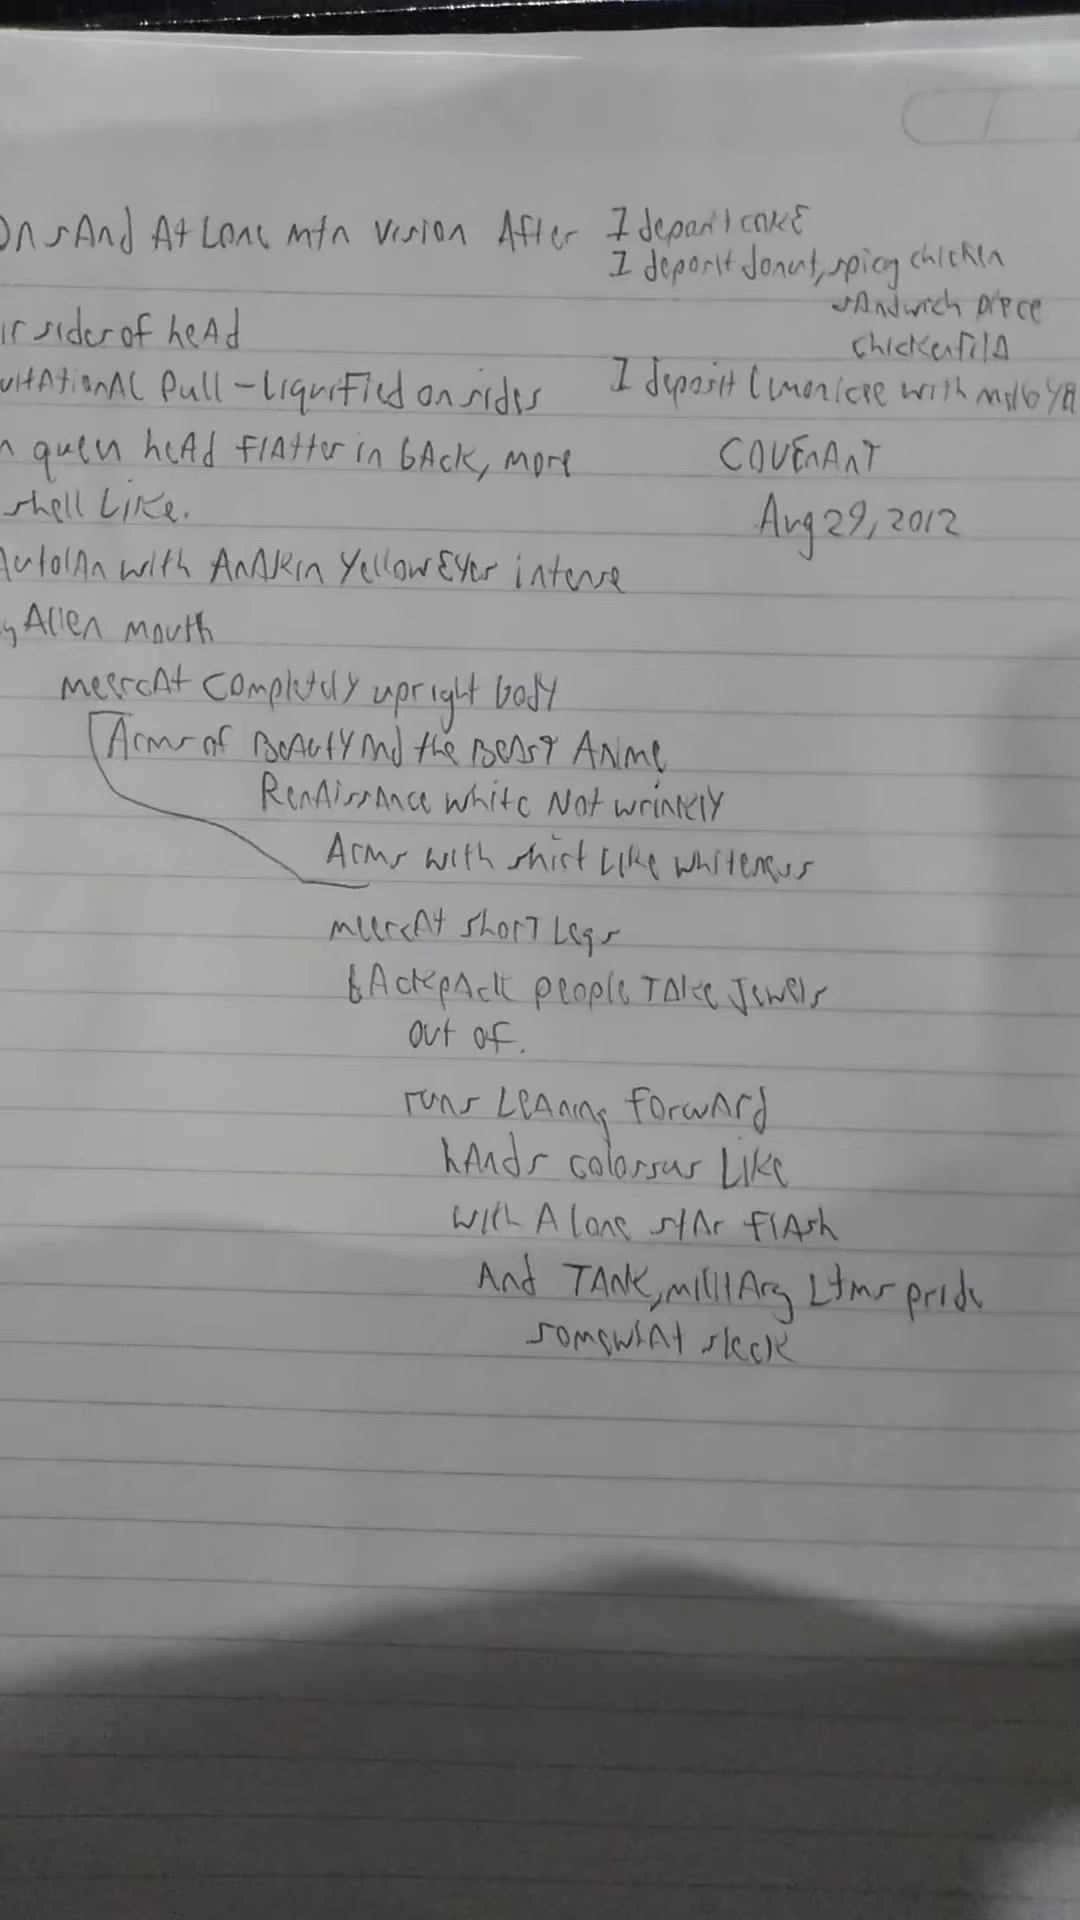 On sAnd At Lone mtn vision After
I deposit cake
I deposit donut, spicy chicken
sAndwich piece
chickenfilA
I deposit with
COVEnAnT
Aug 29, 2012
ir sides of heAd
Pull - Liquified on sides
queen heAd flAtter in bAck, more
shell Like.
with AnAkin Yellow Eyes intense
Alien mouth
meercAt completely upright body
Arms of BeAuty And the BeAst ANime
RenAissAnce white Not wrinkly
Arms with shirt Like whiteness
meercAt short Legs
bAckpAck people TAke Jewels
out of.
runs LeAning forwArd
hAnds colossus Like
with A lone stAr flAsh
And TAnk, militAry Ltms pride
somewhAt sleek